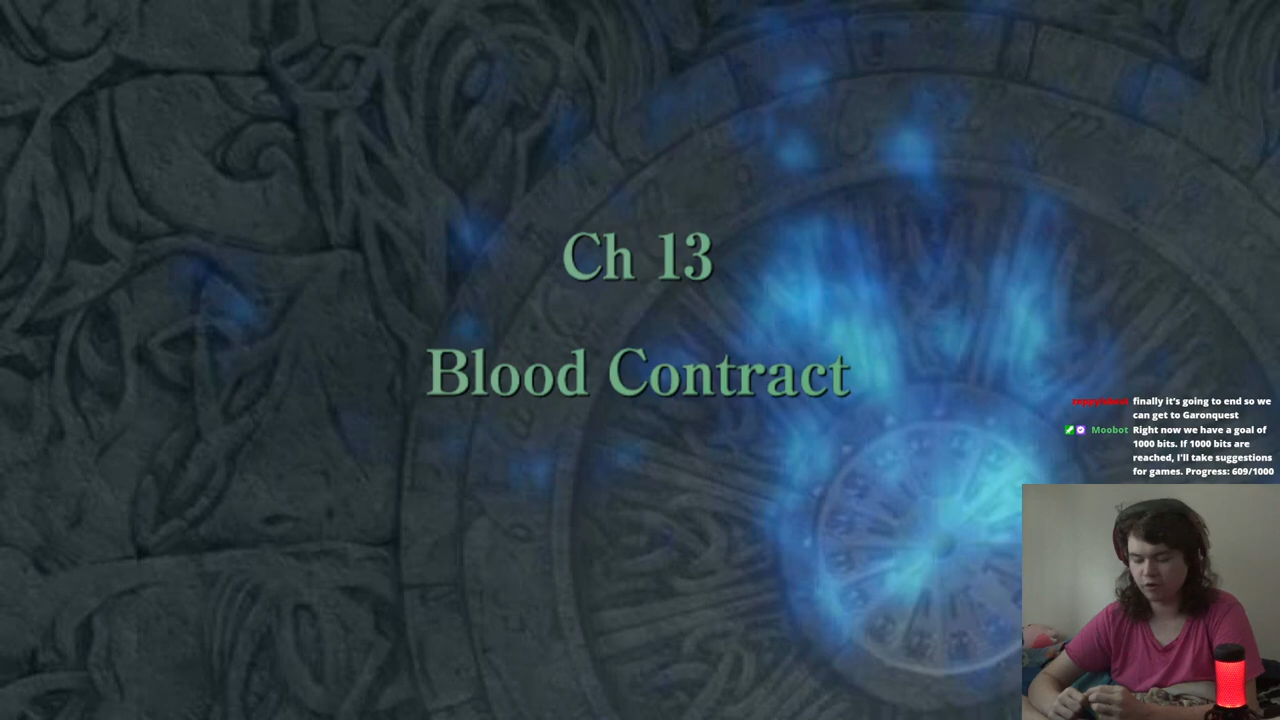 Ch 13
Blood Contract
finally it's going to end so we
can get to Garonquest
Moobot Right now we have a goal of
1000 bits. If 1000 bits are
reached, I'll take suggestions
for games. Progress: 609/1000